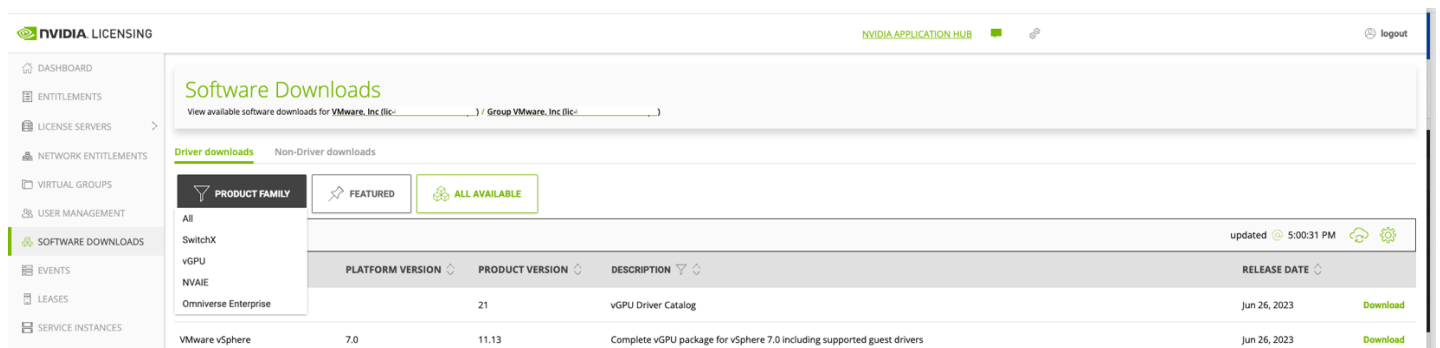 NVIDIA. LICENSING
NVIDIA APPLICATION HUB
logout
DASHBOARD
ENTITLEMENTS
LICENSE SERVERS
NETWORK ENTITLEMENTS
VIRTUAL GROUPS
USER MANAGEMENT
SOFTWARE DOWNLOADS
EVENTS
LEASES
SERVICE INSTANCES
Software Downloads
View available software downloads for VMware, Inc (lic- ) / Group VMware, Inc (lic- )
Driver downloads Non-Driver downloads
PRODUCT FAMILY FEATURED ALL AVAILABLE
All
SwitchX
vGPU
NVAIE
Omniverse Enterprise
updated @ 5:00:31 PM
PLATFORM VERSION PRODUCT VERSION DESCRIPTION RELEASE DATE
21 vGPU Driver Catalog Jun 26, 2023 Download
VMware vSphere 7.0 11.13 Complete vGPU package for vSphere 7.0 including supported guest drivers Jun 26, 2023 Download